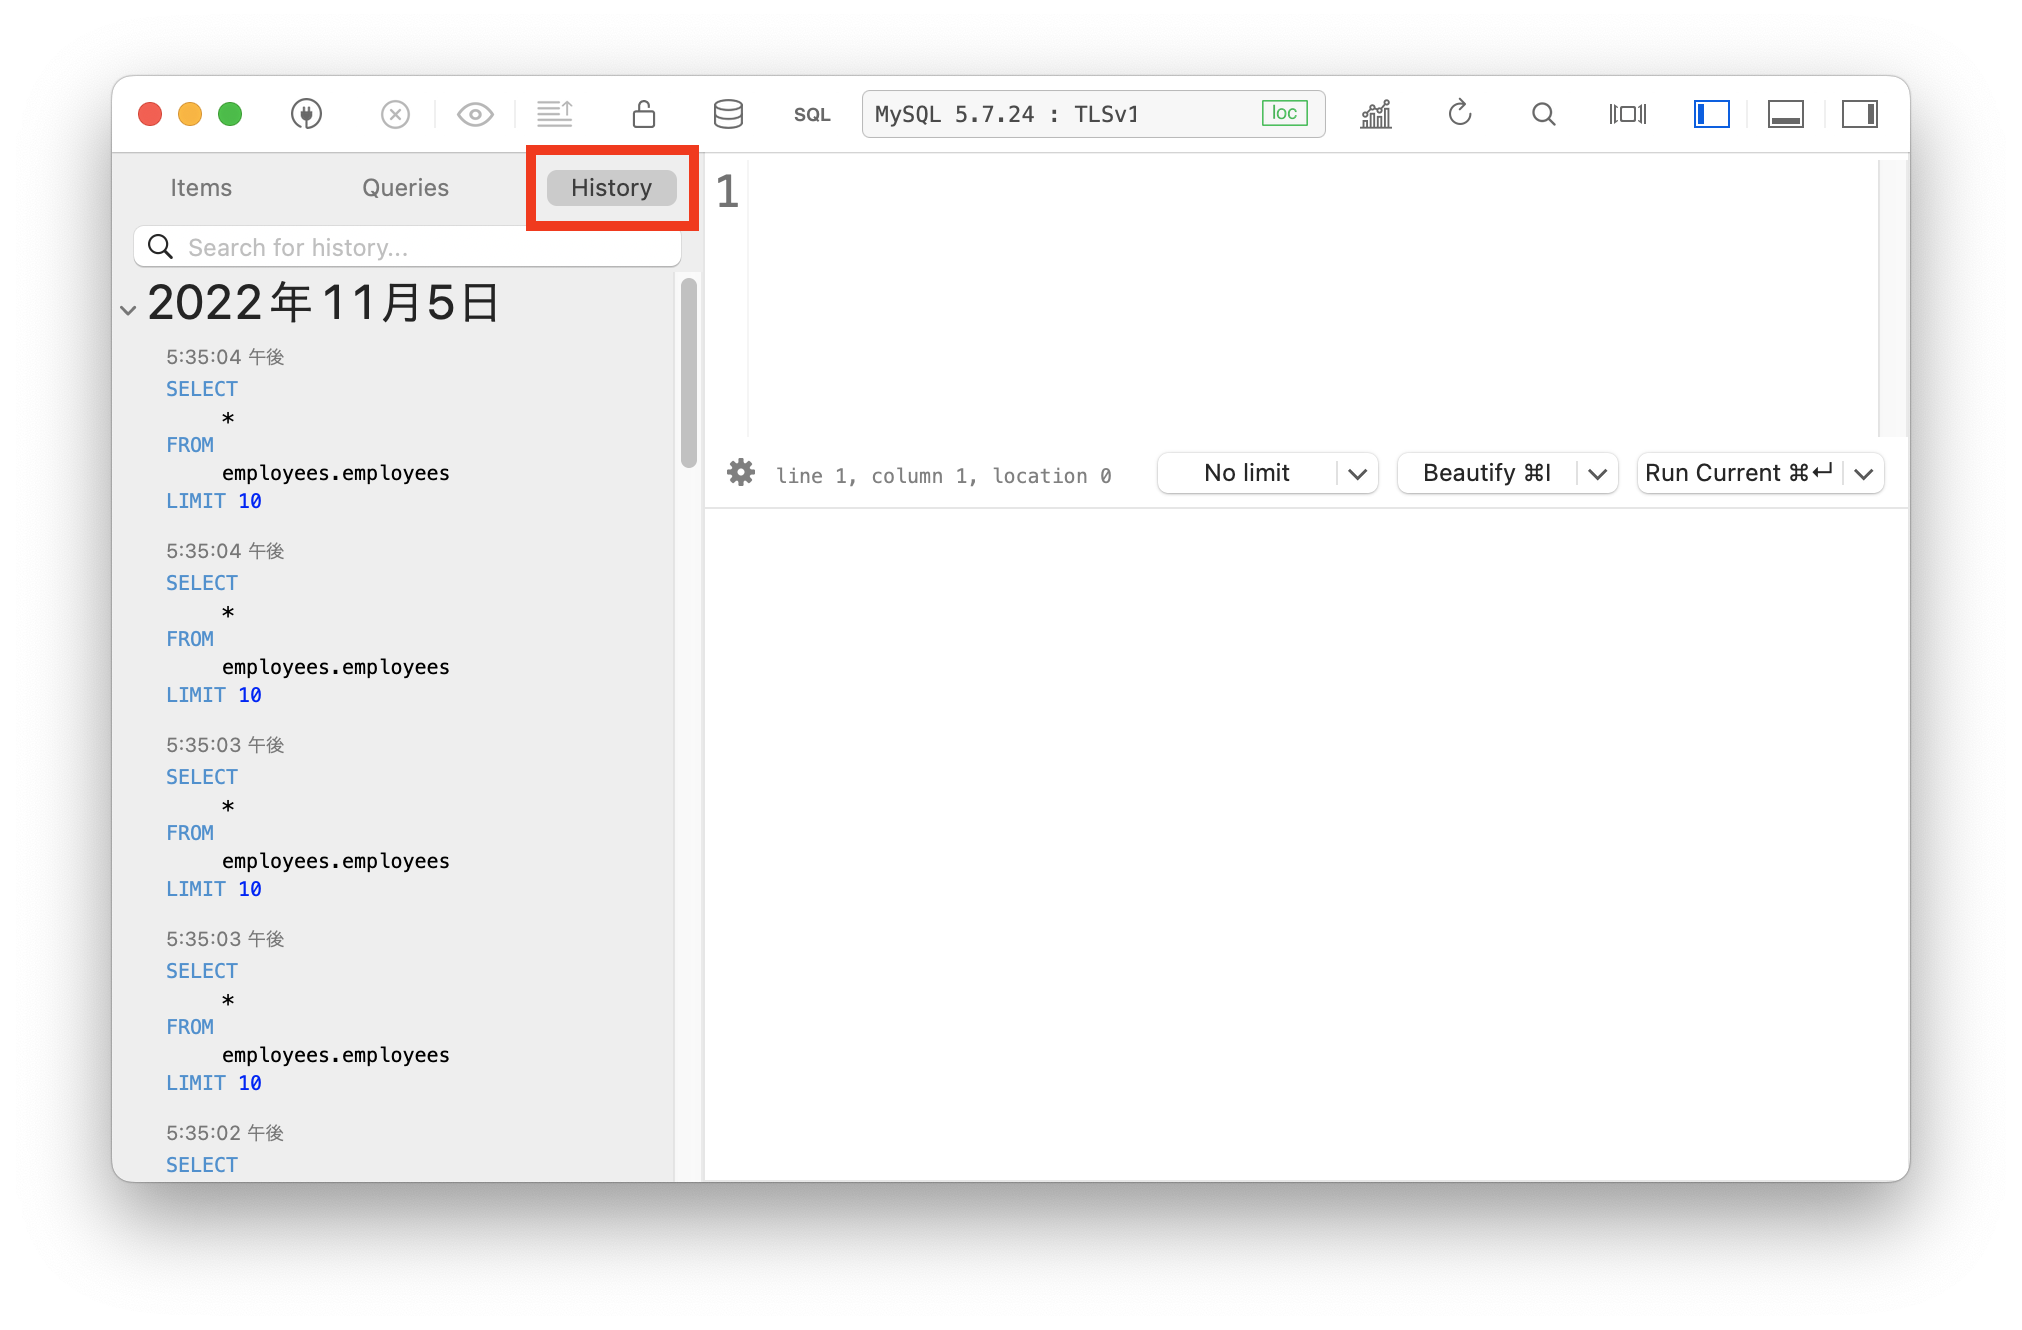 SQL
MySQL 5.7.24 : TLSv1
loc
Items
Queries
History
Search for history...
2022年11月5日
5:35:04 午後
SELECT
*
FROM
employees.employees
LIMIT 10
5:35:04 午後
SELECT
*
FROM
employees.employees
LIMIT 10
5:35:03 午後
SELECT
*
FROM
employees.employees
LIMIT 10
5:35:03 午後
SELECT
*
FROM
employees.employees
LIMIT 10
5:35:02 午後
SELECT
1
line 1, column 1, location 0
No limit
Beautify ⌘I
Run Current ⌘↵